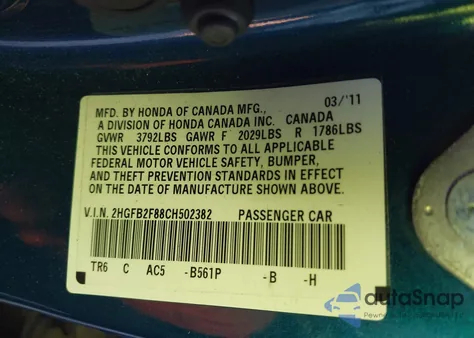 MFD. BY HONDA OF CANADA MFG., 03/'11
A DIVISION OF HONDA CANADA INC. CANADA
GVWR 3792LBS GAWR F 2029LBS R 1786LBS
THIS VEHICLE CONFORMS TO ALL APPLICABLE
FEDERAL MOTOR VEHICLE SAFETY, BUMPER,
AND THEFT PREVENTION STANDARDS IN EFFECT
ON THE DATE OF MANUFACTURE SHOWN ABOVE.
V.I.N. 2HGFB2F88CH502382 PASSENGER CAR
TR6 C AC5 -B561P -B -H
autoSnap